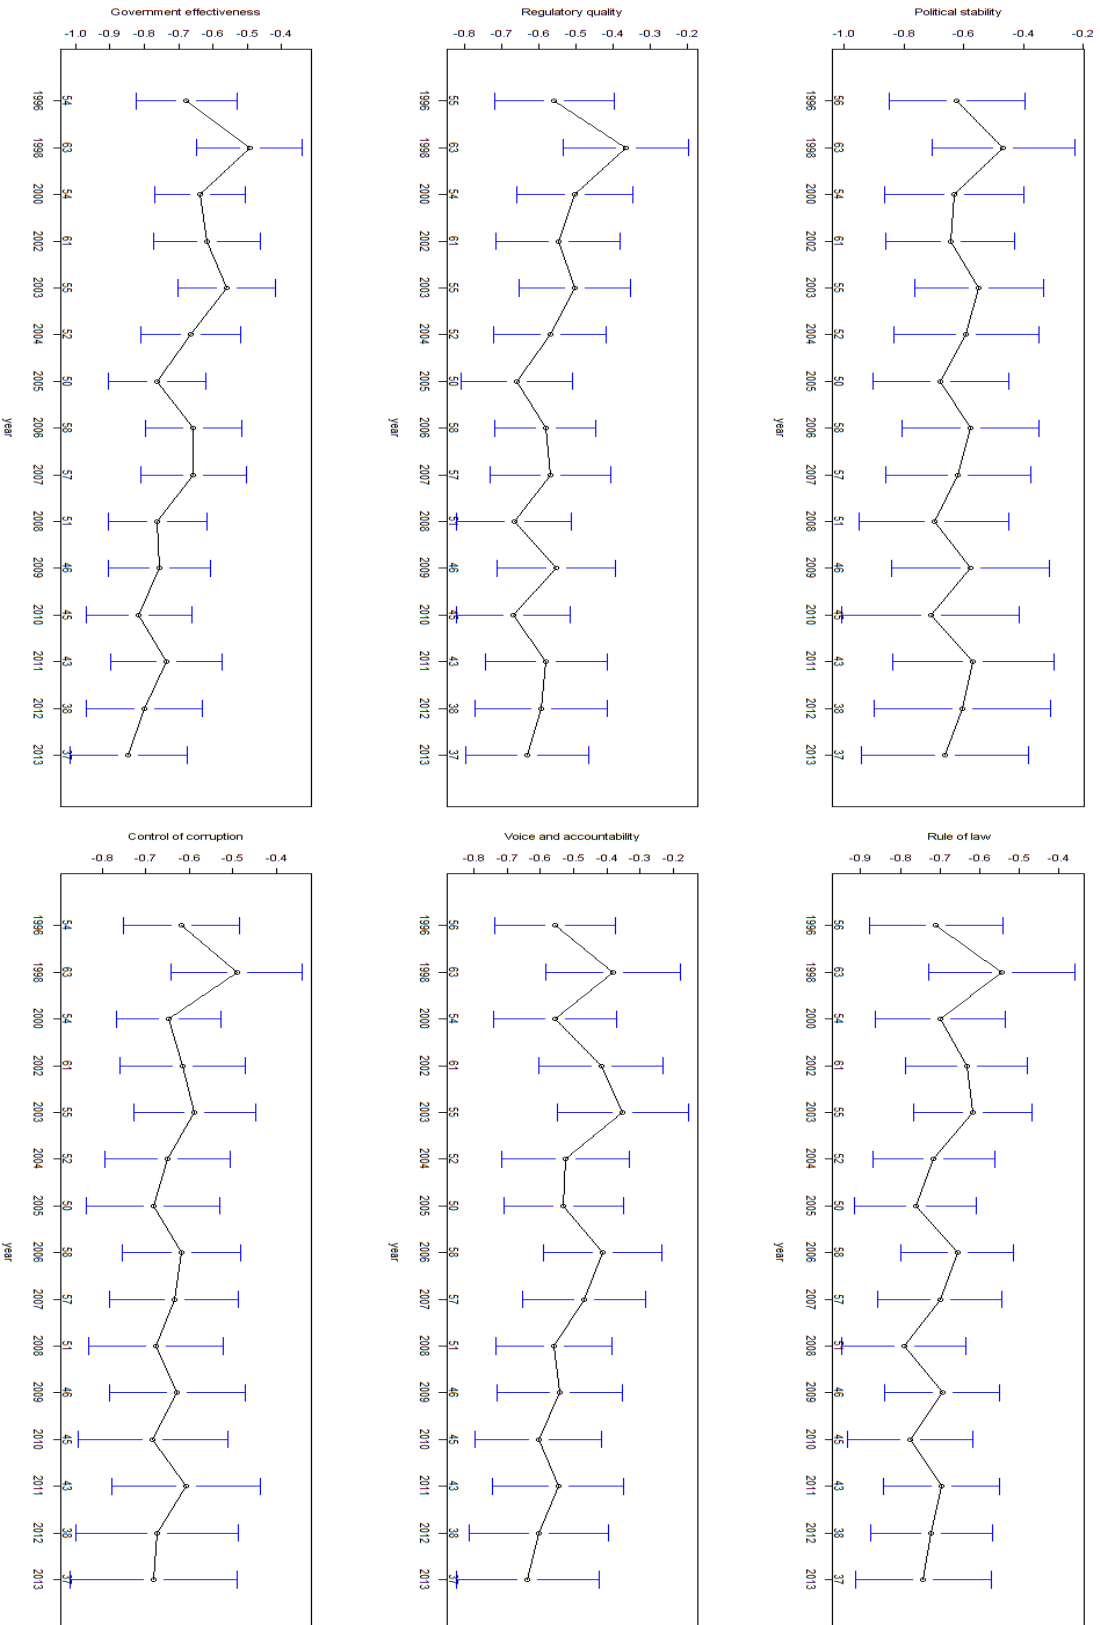 Government effectiveness
-1.0 -0.8 -0.7 -0.6 -0.5 -0.4
54 63 54 61 55 52 50 58 57 51 46 45 43 38 37
1996 1998 2000 2002 2003 2004 2005 2006 2007 2008 2009 2010 2011 2012 2013
year
Regulatory quality
-0.8 -0.7 -0.6 -0.5 -0.4 -0.3 -0.2
55 63 54 61 55 52 50 58 57 51 46 45 43 38 37
1996 1998 2000 2002 2003 2004 2005 2006 2007 2008 2009 2010 2011 2012 2013
year
Political stability
-1.0 -0.8 -0.6 -0.4 -0.2
56 63 54 61 55 52 50 58 57 51 46 45 43 38 37
1996 1998 2000 2002 2003 2004 2005 2006 2007 2008 2009 2010 2011 2012 2013
year
Control of corruption
-0.8 -0.7 -0.6 -0.5 -0.4
54 63 54 61 55 52 50 58 57 51 46 45 43 38 37
1996 1998 2000 2002 2003 2004 2005 2006 2007 2008 2009 2010 2011 2012 2013
year
Voice and accountability
-0.8 -0.7 -0.6 -0.5 -0.4 -0.3 -0.2
56 63 54 61 55 52 50 58 57 51 46 45 43 38 37
1996 1998 2000 2002 2003 2004 2005 2006 2007 2008 2009 2010 2011 2012 2013
year
Rule of law
-0.9 -0.8 -0.7 -0.6 -0.5 -0.4
56 63 54 61 55 52 50 58 57 51 46 45 43 38 37
1996 1998 2000 2002 2003 2004 2005 2006 2007 2008 2009 2010 2011 2012 2013
year